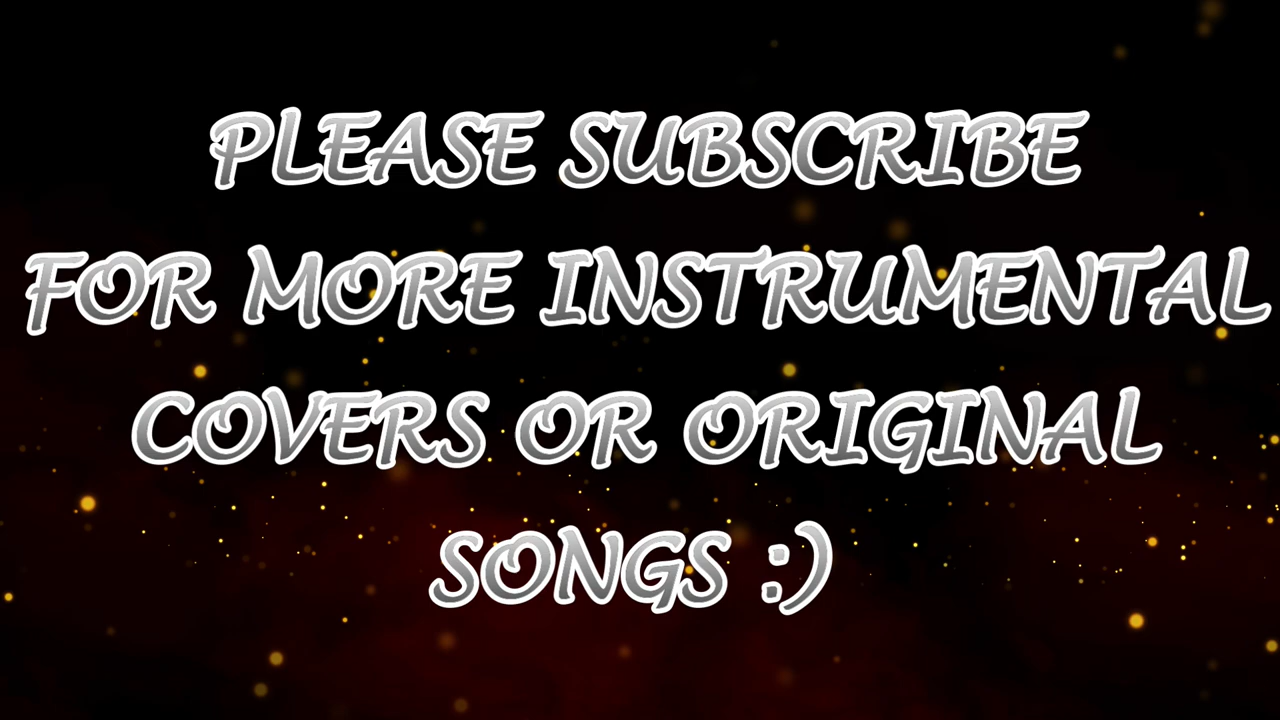 PLEASE SUBSCRIBE
FOR MORE INSTRUMENTAL
COVERS OR ORIGINAL
SONGS :)